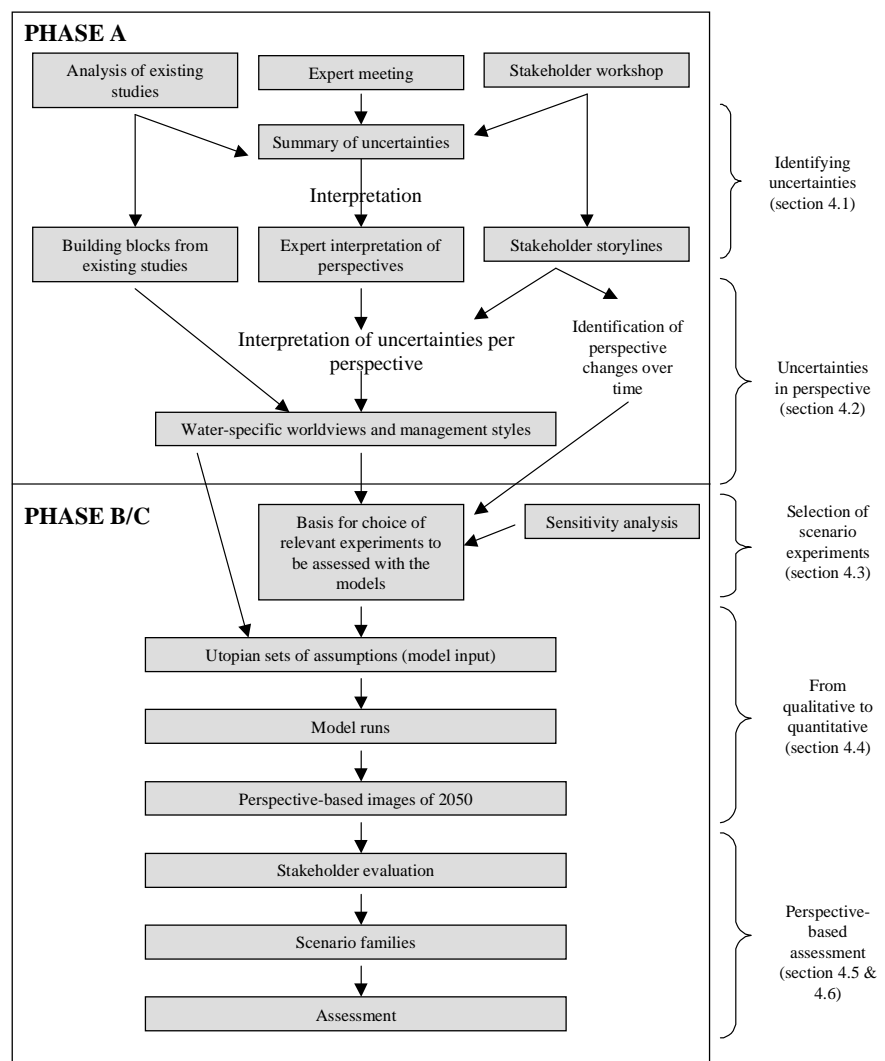 PHASE A
Analysis of existing
studies
Expert meeting
Stakeholder workshop
Summary of uncertainties
Identifying
uncertainties
(section 4.1)
Interpretation
Building blocks from
existing studies
Expert interpretation of
perspectives
Stakeholder storylines
Interpretation of uncertainties per
perspective
Identification of
perspective
changes over
time
Uncertainties
in perspective
(section 4.2)
Water-specific worldviews and management styles
PHASE B/C
Basis for choice of
relevant experiments to
be assessed with the
models
Sensitivity analysis
Selection of
scenario
experiments
(section 4.3)
Utopian sets of assumptions (model input)
Model runs
Perspective-based images of 2050
From
qualitative to
quantitative
(section 4.4)
Stakeholder evaluation
Scenario families
Assessment
Perspective-
based
assessment
(section 4.5 &
4.6)